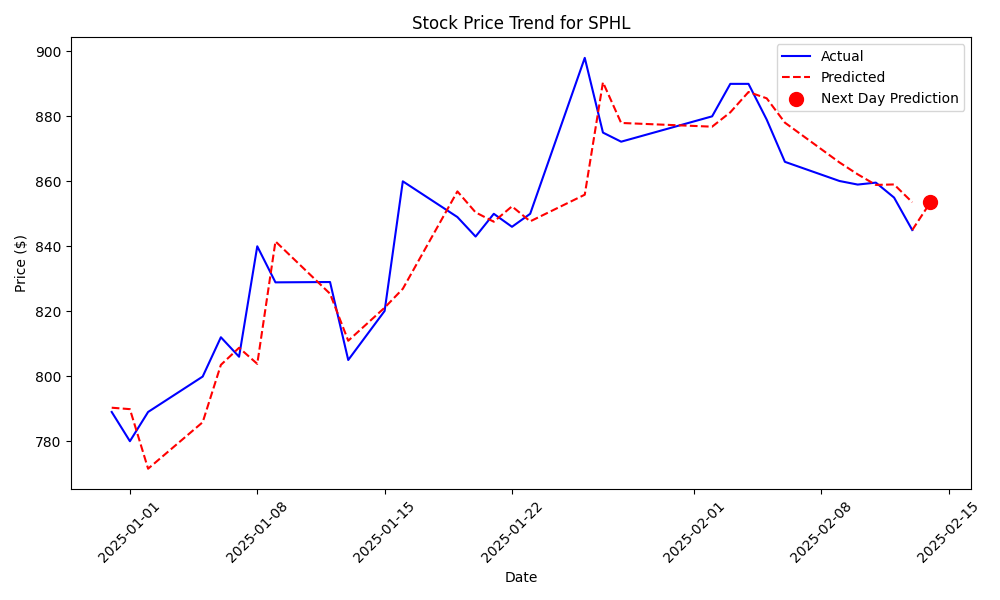 Stock Price Trend for SPHL
Actual
Predicted
Next Day Prediction
Price ($)
900
880
860
840
820
800
780
2025-01-01
2025-01-08
2025-01-15
2025-01-22
2025-02-01
2025-02-08
2025-02-15
Date